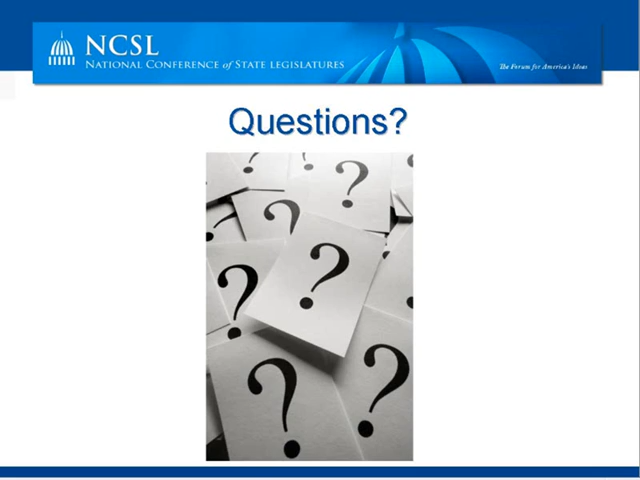 NCSL
NATIONAL CONFERENCE of STATE LEGISLATURES
The Forum for America's Ideas
Questions?
?
?
?
?
?
?
?